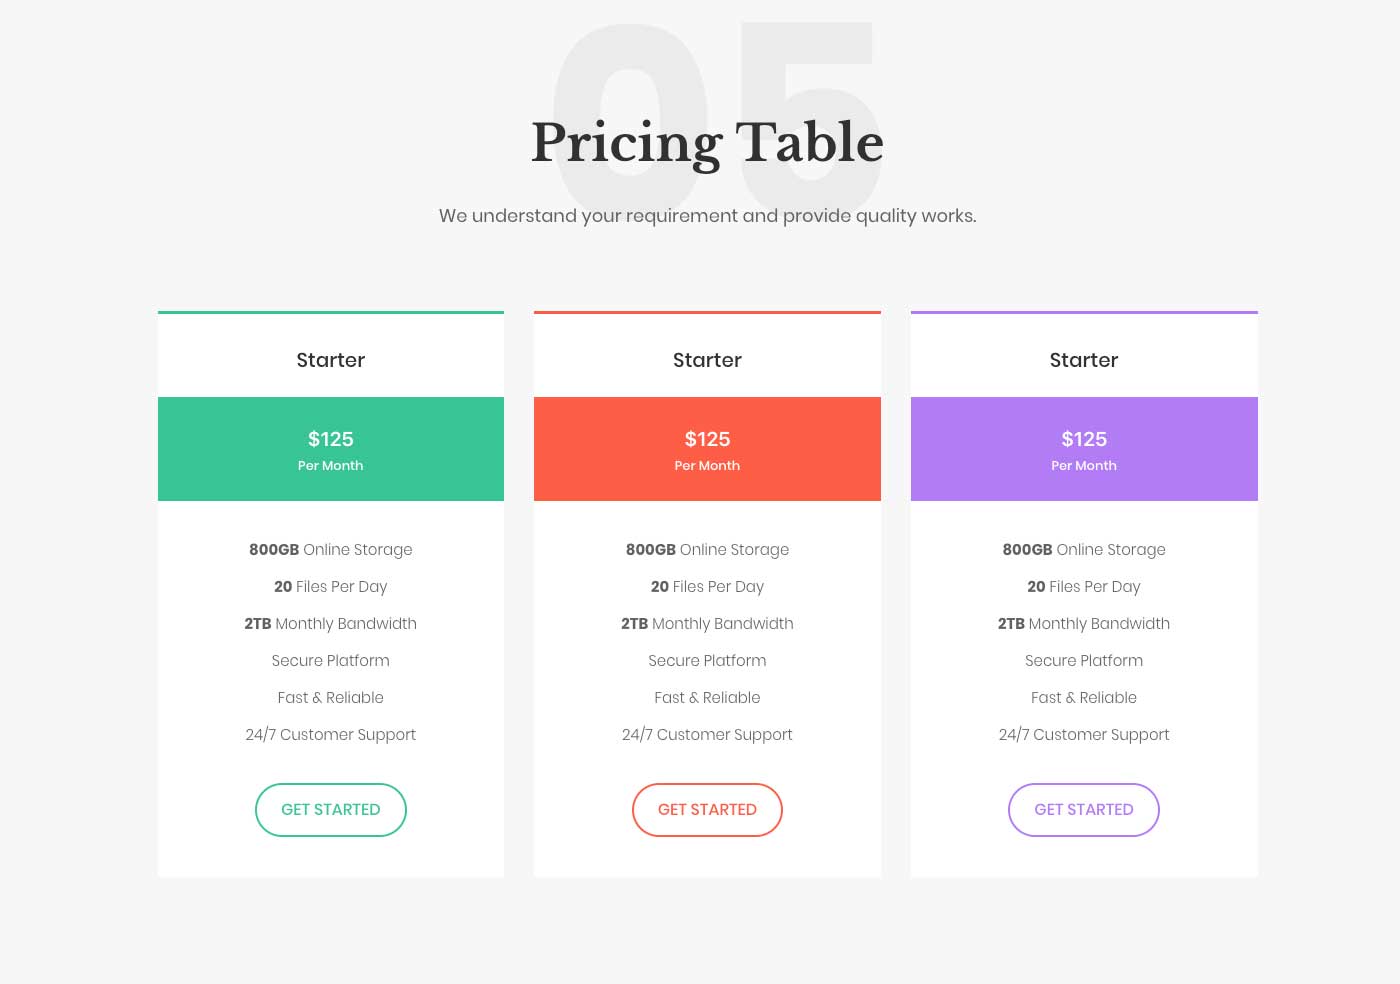 05
Pricing Table
We understand your requirement and provide quality works.
Starter
$125
Per Month
800GB Online Storage
20 Files Per Day
2TB Monthly Bandwidth
Secure Platform
Fast & Reliable
24/7 Customer Support
GET STARTED
Starter
$125
Per Month
800GB Online Storage
20 Files Per Day
2TB Monthly Bandwidth
Secure Platform
Fast & Reliable
24/7 Customer Support
GET STARTED
Starter
$125
Per Month
800GB Online Storage
20 Files Per Day
2TB Monthly Bandwidth
Secure Platform
Fast & Reliable
24/7 Customer Support
GET STARTED